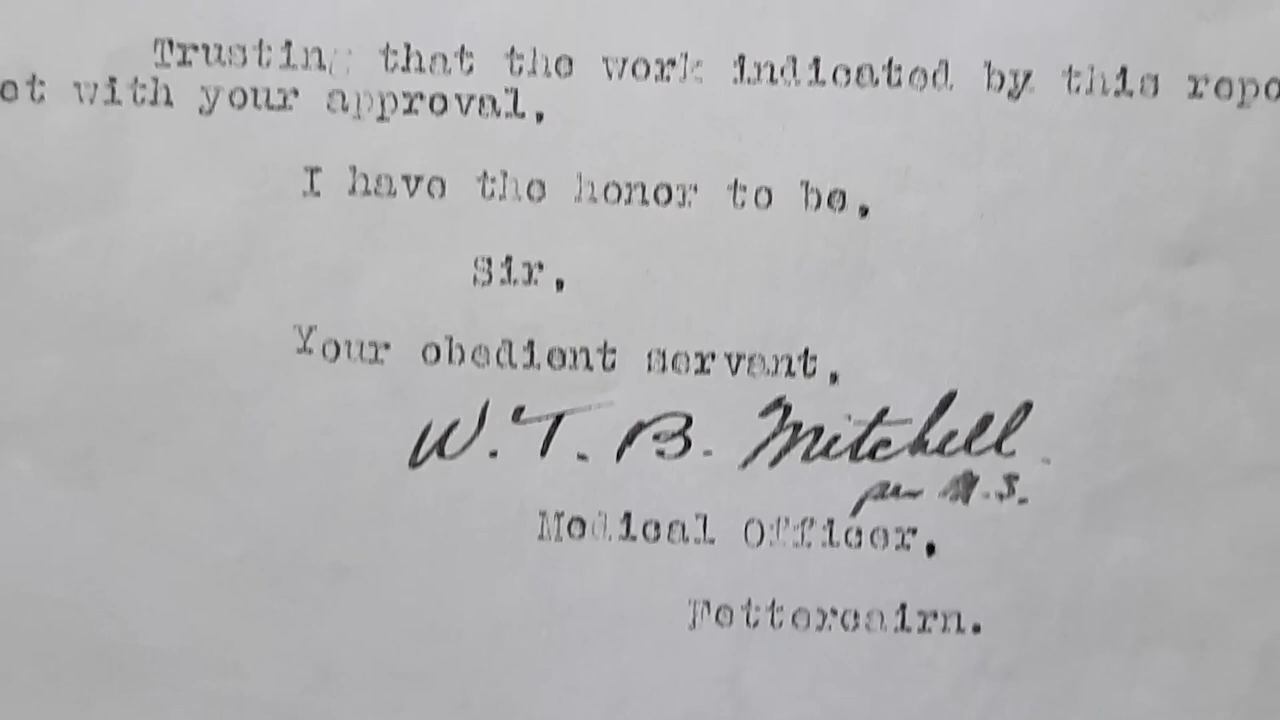 Trusting that the work indicated by this repo
et with your approval,
I have the honor to be,
Sir,
Your obedient servant,
W. T. B. Mitchell.
per
Medical Officer.
Fettercairn.